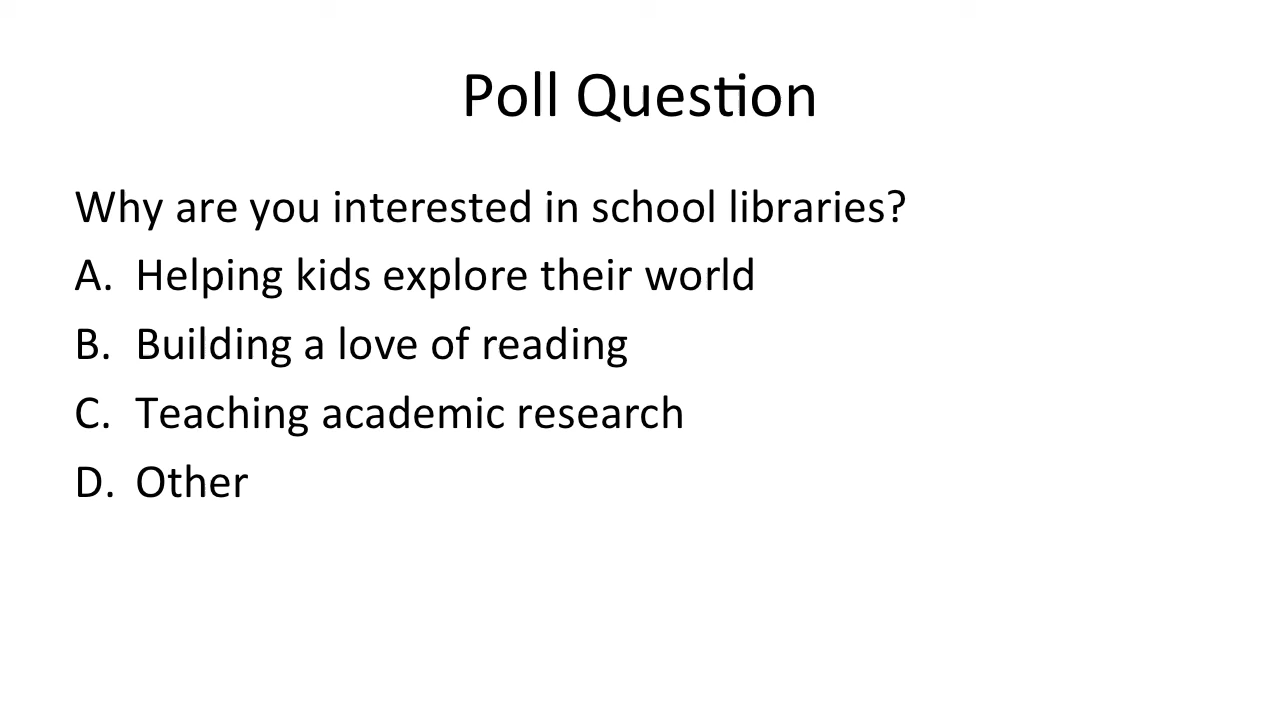 Poll Question
Why are you interested in school libraries?
A. Helping kids explore their world
B. Building a love of reading
C. Teaching academic research
D. Other